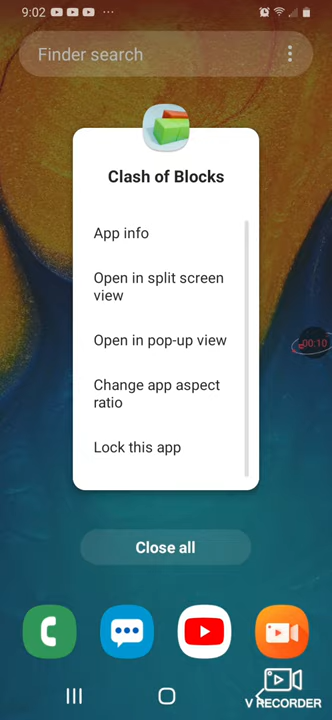 9:02
Finder search
Clash of Blocks
App info
Open in split screen
view
Open in pop-up view
Change app aspect
ratio
Lock this app
00:10
Close all
V RECORDER